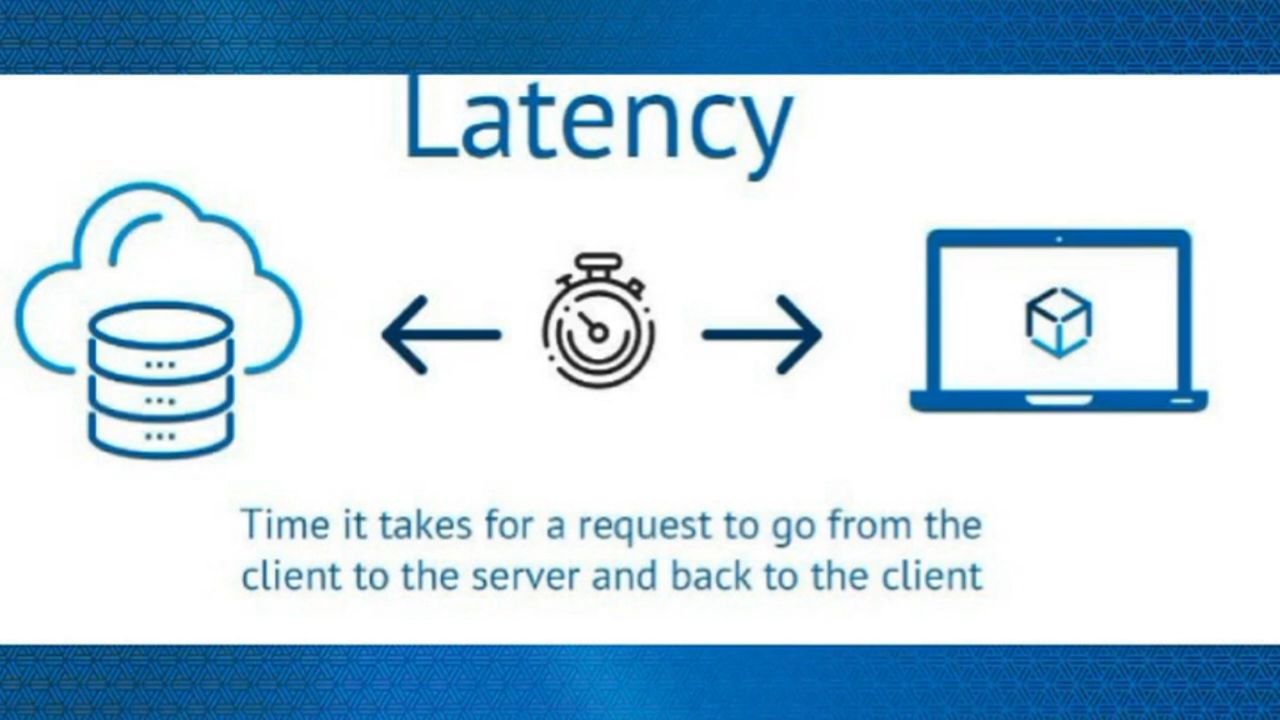 Latency
Time it takes for a request to go from the
client to the server and back to the client